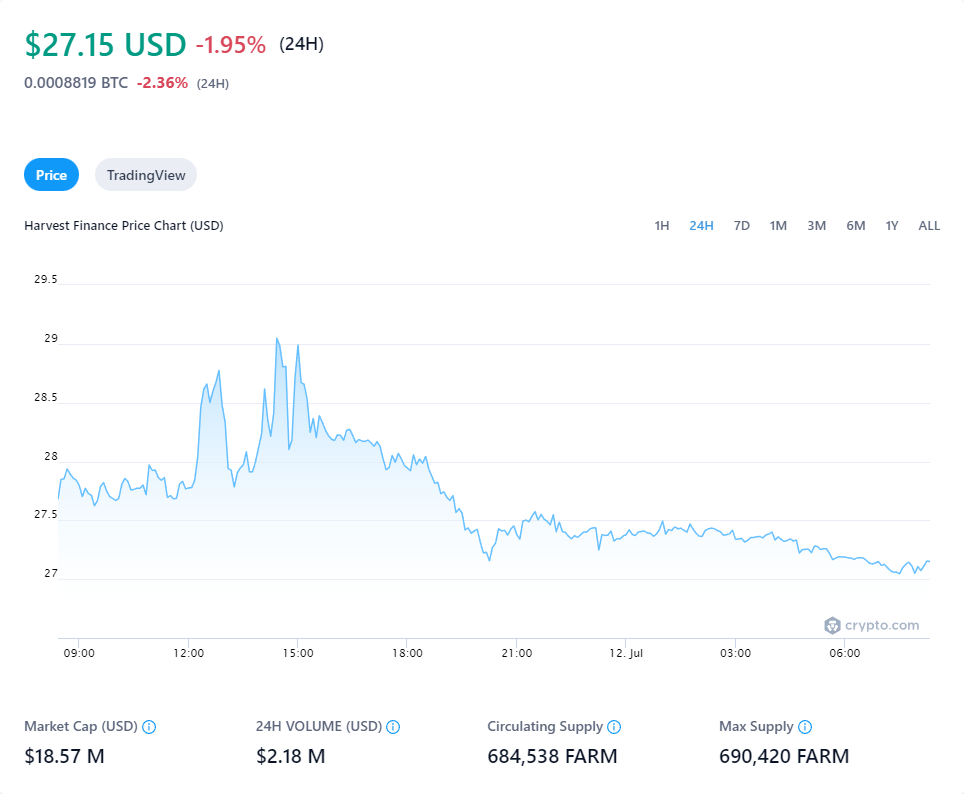 $27.15 USD -1.95% (24H)
0.0008819 BTC -2.36% (24H)
Price TradingView
Harvest Finance Price Chart (USD) 1H 24H 7D 1M 3M 6M 1Y ALL
29.5
29
28.5
28
27.5
27
crypto.com
09:00 12:00 15:00 18:00 21:00 12. Jul 03:00 06:00
Market Cap (USD) 24H VOLUME (USD) Circulating Supply Max Supply
$18.57 M $2.18 M 684,538 FARM 690,420 FARM